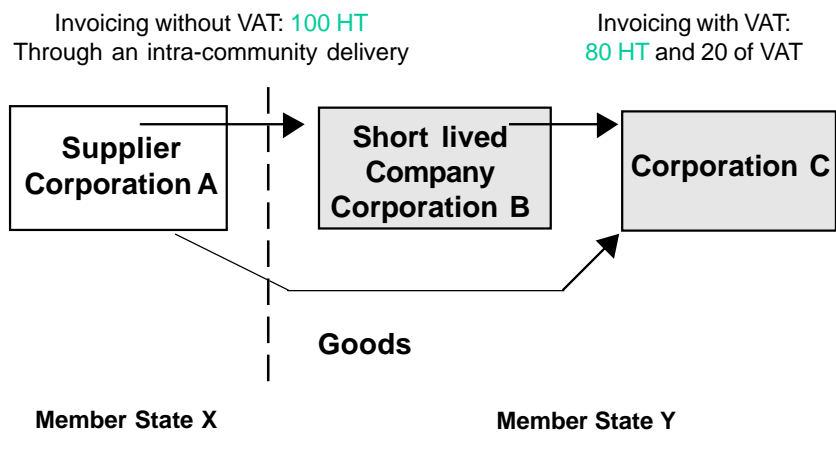 Invoicing without VAT: 100 HT
Through an intra-community delivery
Invoicing with VAT:
80 HT and 20 of VAT
Supplier
Corporation A
Short lived
Company
Corporation B
Corporation C
Goods
Member State X
Member State Y